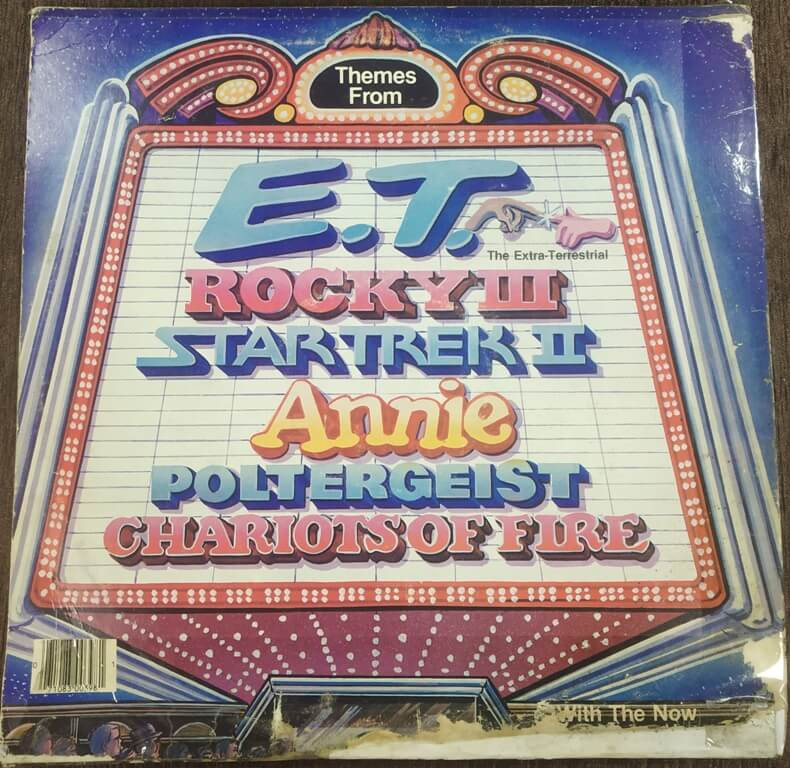 Themes
From
E.T.
The Extra-Terrestrial
ROCKY III
STAR TREK II
Annie
POLTERGEIST
CHARIOTS OF FIRE
With The Now